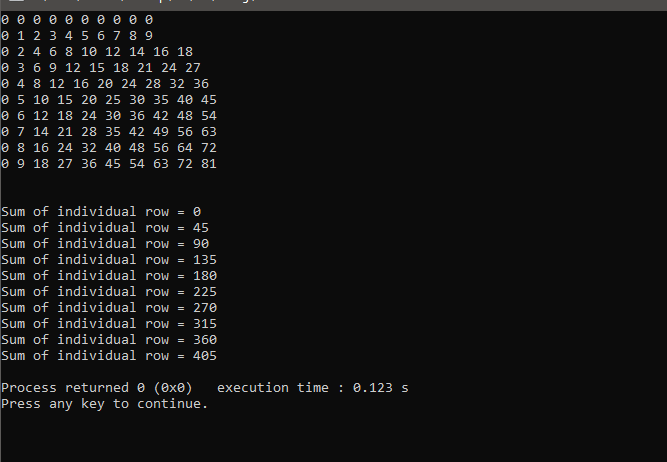 0 0 0 0 0 0 0 0 0 0
0 1 2 3 4 5 6 7 8 9
0 2 4 6 8 10 12 14 16 18
0 3 6 9 12 15 18 21 24 27
0 4 8 12 16 20 24 28 32 36
0 5 10 15 20 25 30 35 40 45
0 6 12 18 24 30 36 42 48 54
0 7 14 21 28 35 42 49 56 63
0 8 16 24 32 40 48 56 64 72
0 9 18 27 36 45 54 63 72 81
Sum of individual row = 0
Sum of individual row = 45
Sum of individual row = 90
Sum of individual row = 135
Sum of individual row = 180
Sum of individual row = 225
Sum of individual row = 270
Sum of individual row = 315
Sum of individual row = 360
Sum of individual row = 405
Process returned 0 (0x0)   execution time : 0.123 s
Press any key to continue.